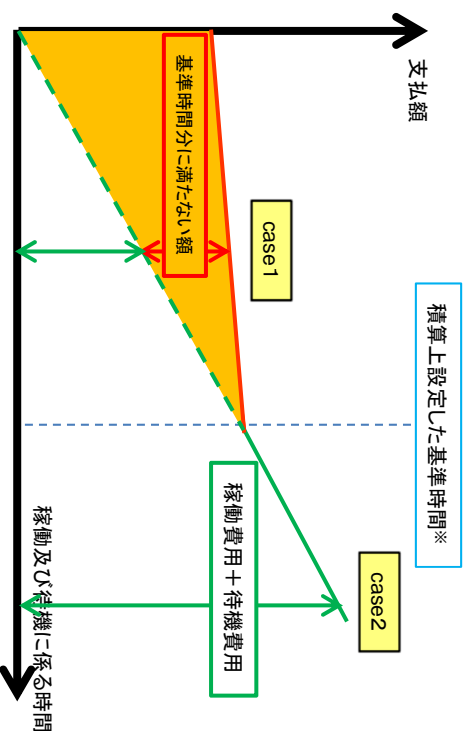 支払額
積算上設定した基準時間※
case1
case2
基準時間分に満たない額
稼働費用＋待機費用
稼働及び待機に係る時間